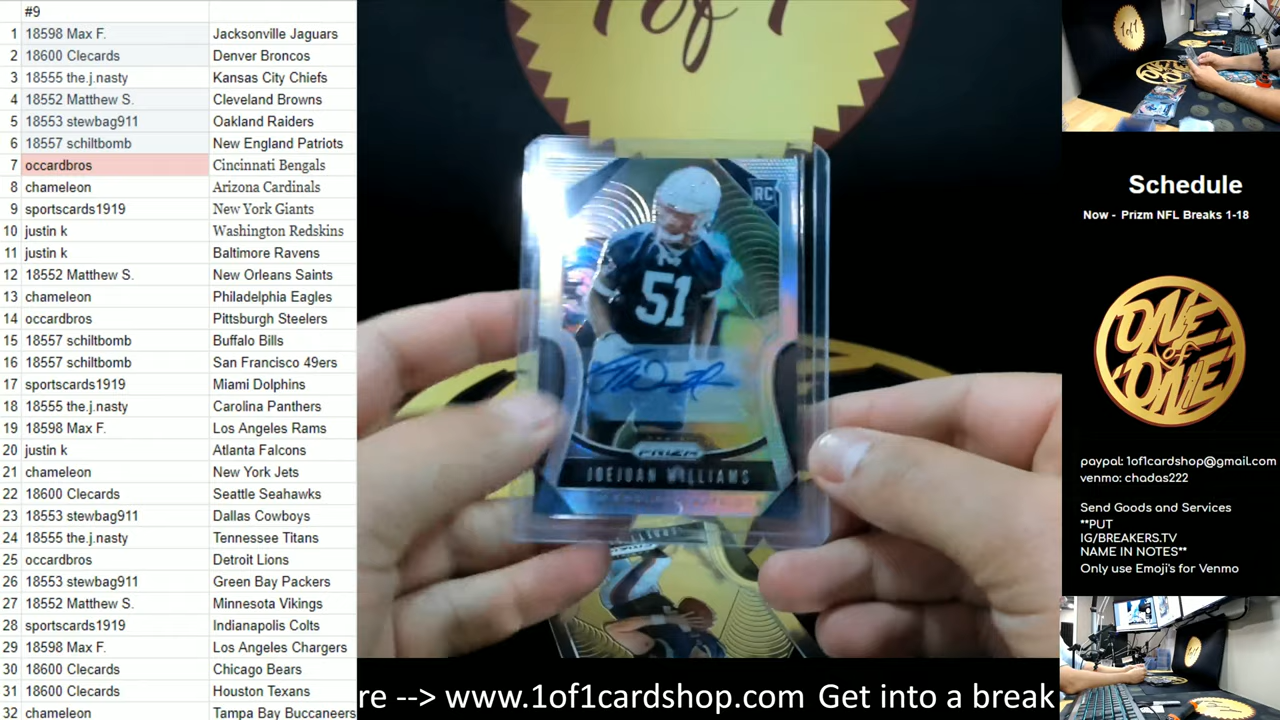 #9
1 18598 Max F. Jacksonville Jaguars
2 18600 Clecards Denver Broncos
3 18555 the.j.nasty Kansas City Chiefs
4 18552 Matthew S. Cleveland Browns
5 18553 stewbag911 Oakland Raiders
6 18557 schiltbomb New England Patriots
7 occardbros Cincinnati Bengals
8 chameleon Arizona Cardinals
9 sportscards1919 New York Giants
10 justin k Washington Redskins
11 justin k Baltimore Ravens
12 18552 Matthew S. New Orleans Saints
13 chameleon Philadelphia Eagles
14 occardbros Pittsburgh Steelers
15 18557 schiltbomb Buffalo Bills
16 18557 schiltbomb San Francisco 49ers
17 sportscards1919 Miami Dolphins
18 18555 the.j.nasty Carolina Panthers
19 18598 Max F. Los Angeles Rams
20 justin k Atlanta Falcons
21 chameleon New York Jets
22 18600 Clecards Seattle Seahawks
23 18553 stewbag911 Dallas Cowboys
24 18555 the.j.nasty Tennessee Titans
25 occardbros Detroit Lions
26 18553 stewbag911 Green Bay Packers
27 18552 Matthew S. Minnesota Vikings
28 sportscards1919 Indianapolis Colts
29 18598 Max F. Los Angeles Chargers
30 18600 Clecards Chicago Bears
31 18600 Clecards Houston Texans
32 chameleon Tampa Bay Buccaneers
1 of 1
RC
51
PRIZM
JOEJUAN WILLIAMS
re --> www.1of1cardshop.com Get into a break
1 of 1
Schedule
Now - Prizm NFL Breaks 1-18
ONE
of
ONE
paypal: 1of1cardshop@gmail.com
venmo: chadas222
Send Goods and Services
**PUT
IG/BREAKERS.TV
NAME IN NOTES**
Only use Emoji's for Venmo